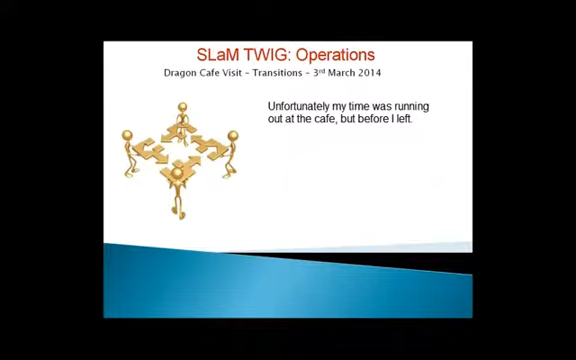 SLaM TWIG: Operations
Dragon Cafe Visit - Transitions - 3rd March 2014
Unfortunately my time was running
out at the cafe, but before I left.